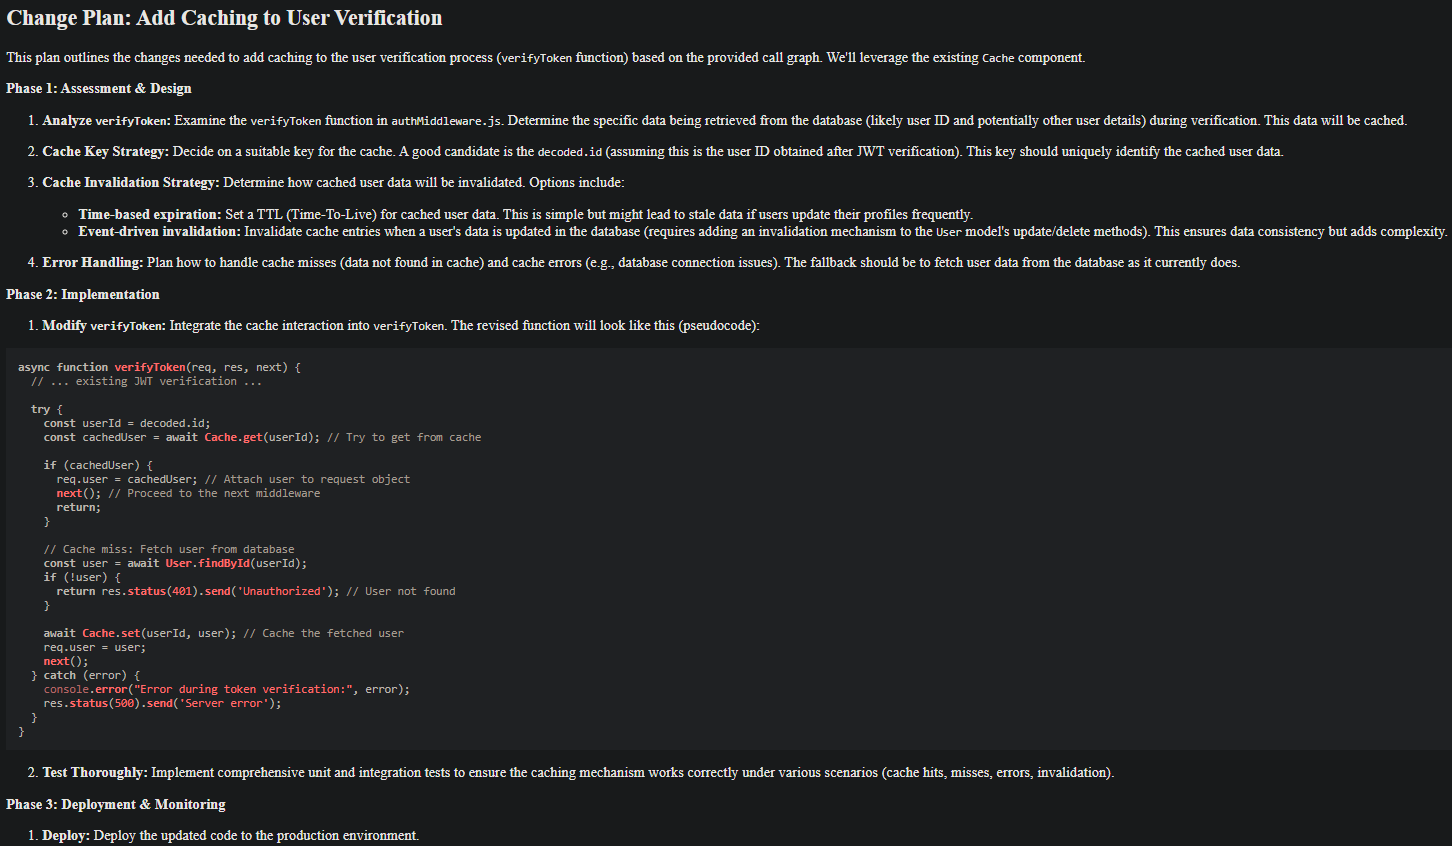 Change Plan: Add Caching to User Verification
This plan outlines the changes needed to add caching to the user verification process (verifyToken function) based on the provided call graph. We'll leverage the existing Cache component.
Phase 1: Assessment & Design
1. Analyze verifyToken: Examine the verifyToken function in authMiddleware.js. Determine the specific data being retrieved from the database (likely user ID and potentially other user details) during verification. This data will be cached.
2. Cache Key Strategy: Decide on a suitable key for the cache. A good candidate is the decoded.id (assuming this is the user ID obtained after JWT verification). This key should uniquely identify the cached user data.
3. Cache Invalidation Strategy: Determine how cached user data will be invalidated. Options include:
○ Time-based expiration: Set a TTL (Time-To-Live) for cached user data. This is simple but might lead to stale data if users update their profiles frequently.
○ Event-driven invalidation: Invalidate cache entries when a user's data is updated in the database (requires adding an invalidation mechanism to the User model's update/delete methods). This ensures data consistency but adds complexity.
4. Error Handling: Plan how to handle cache misses (data not found in cache) and cache errors (e.g., database connection issues). The fallback should be to fetch user data from the database as it currently does.
Phase 2: Implementation
1. Modify verifyToken: Integrate the cache interaction into verifyToken. The revised function will look like this (pseudocode):
async function verifyToken(req, res, next) {
  // ... existing JWT verification ...
  try {
    const userId = decoded.id;
    const cachedUser = await Cache.get(userId); // Try to get from cache
    if (cachedUser) {
      req.user = cachedUser; // Attach user to request object
      next(); // Proceed to the next middleware
      return;
    }
    // Cache miss: Fetch user from database
    const user = await User.findById(userId);
    if (!user) {
      return res.status(401).send('Unauthorized'); // User not found
    }
    await Cache.set(userId, user); // Cache the fetched user
    req.user = user;
    next();
  } catch (error) {
    console.error("Error during token verification:", error);
    res.status(500).send('Server error');
  }
}
2. Test Thoroughly: Implement comprehensive unit and integration tests to ensure the caching mechanism works correctly under various scenarios (cache hits, misses, errors, invalidation).
Phase 3: Deployment & Monitoring
1. Deploy: Deploy the updated code to the production environment.